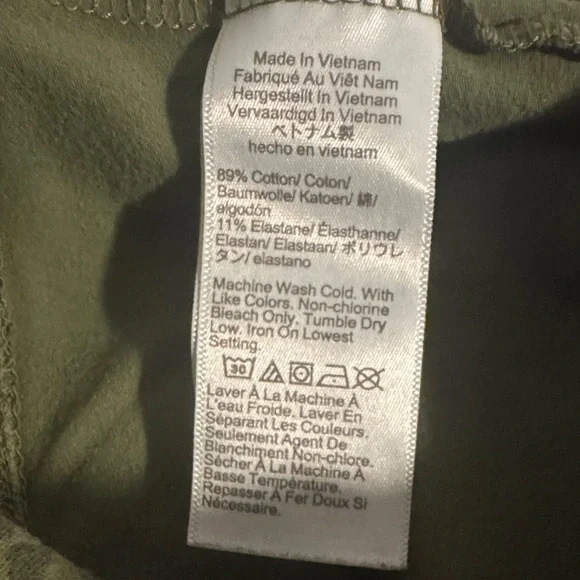 Made In Vietnam
Fabriqué Au Viêt Nam
Hergestellt In Vietnam
Vervaardigd In Vietnam
ベトナム製
hecho en vietnam
89% Cotton/ Coton/
Baumwolle/ Katoen/ 綿/
algodón
11% Elastane/ Élasthanne/
Elastan/ Elastaan/ ポリウレ
タン/ elastano
Machine Wash Cold. With
Like Colors. Non-chlorine
Bleach Only. Tumble Dry
Low. Iron On Lowest
Setting.
30
Laver À La Machine À
L'eau Froide. Laver En
Séparant Les Couleurs.
Seulement Agent De
Blanchiment Non-chlore.
Sécher À La Machine À
Basse Température.
Repasser À Fer Doux Si
Nécessaire.